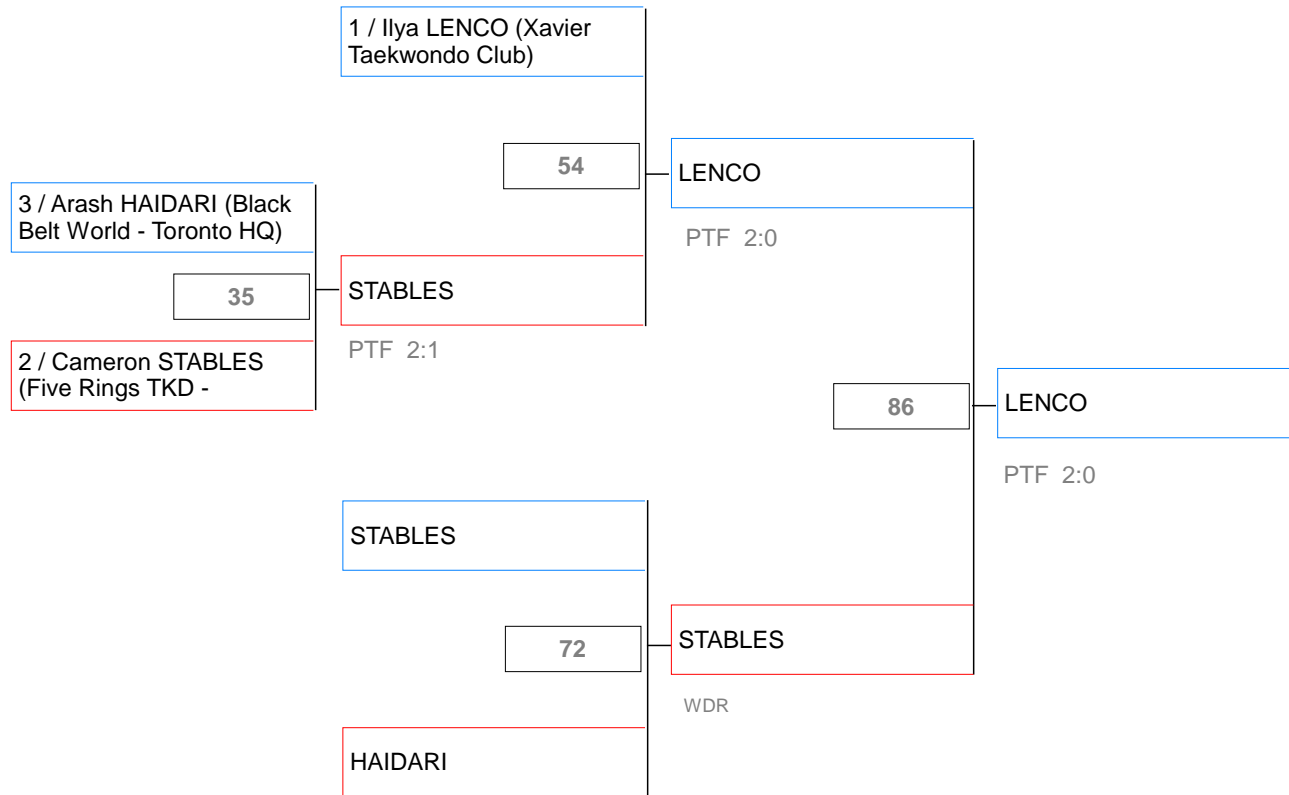 1 / Ilya LENCO (Xavier
Taekwondo Club)
54
LENCO
PTF 2:0
3 / Arash HAIDARI (Black
Belt World - Toronto HQ)
35
STABLES
PTF 2:1
2 / Cameron STABLES
(Five Rings TKD -
86
LENCO
PTF 2:0
STABLES
72
STABLES
WDR
HAIDARI